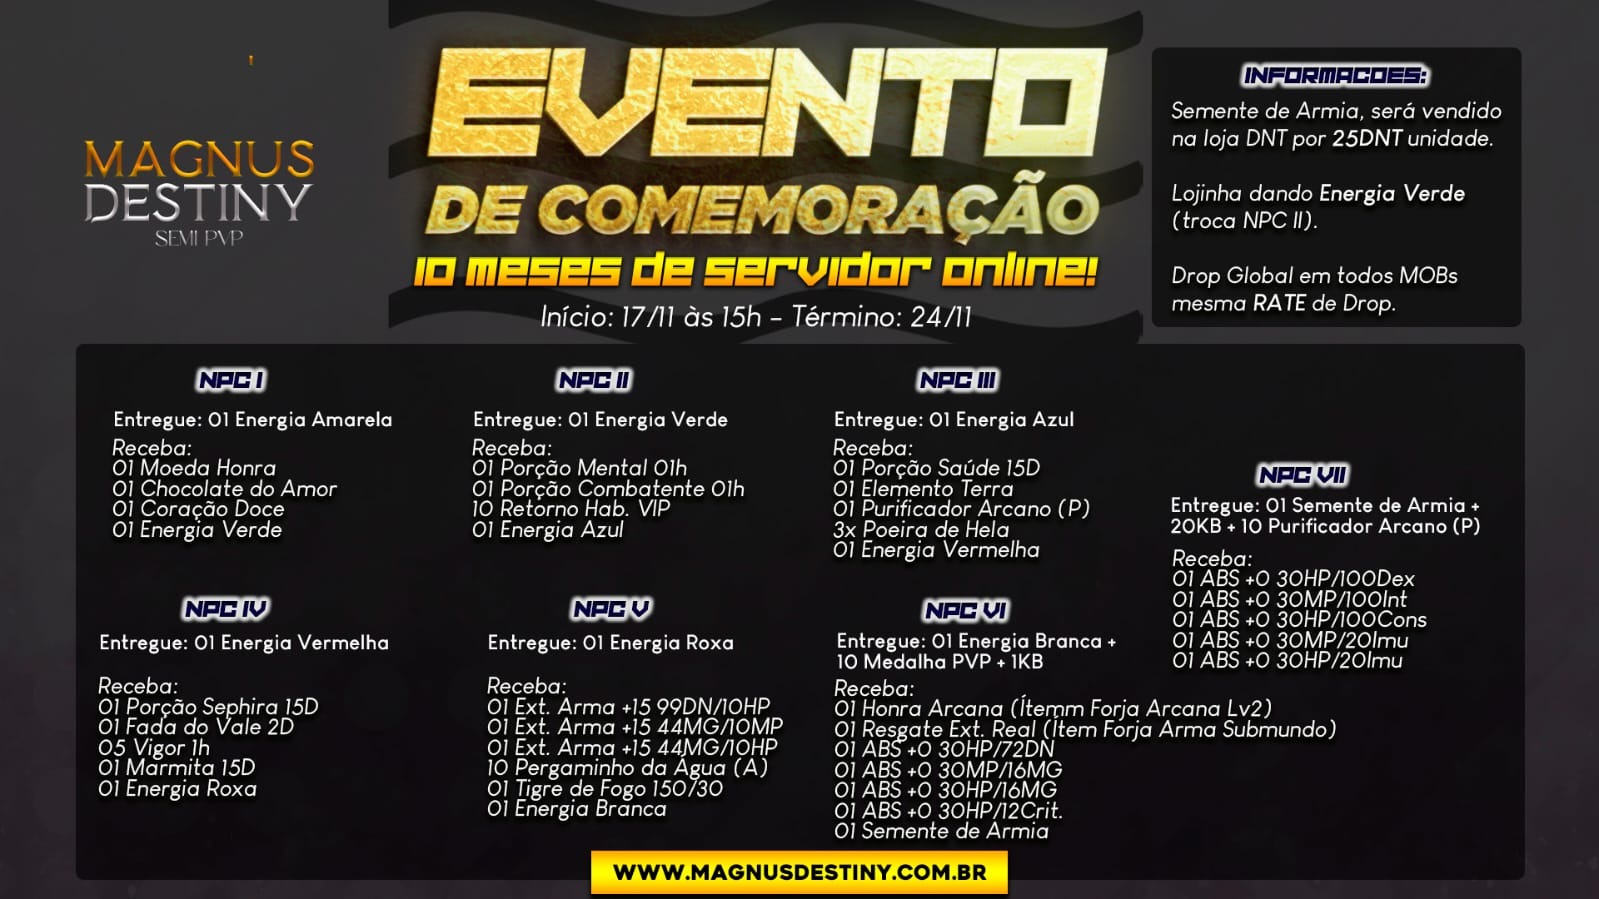 MAGNUS
DESTINY
SEMI PVP
EVENTO
DE COMEMORAÇÃO
10 meses de servidor online!
Início: 17/11 às 15h - Término: 24/11
INFORMACOES:
Semente de Armia, será vendido
na loja DNT por 25DNT unidade.
Lojinha dando Energia Verde
(troca NPC II).
Drop Global em todos MOBs
mesma RATE de Drop.
NPC I
Entregue: 01 Energia Amarela
Receba:
01 Moeda Honra
01 Chocolate do Amor
01 Coração Doce
01 Energia Verde
NPC II
Entregue: 01 Energia Verde
Receba:
01 Porção Mental 01h
01 Porção Combatente 01h
10 Retorno Hab. VIP
01 Energia Azul
NPC III
Entregue: 01 Energia Azul
Receba:
01 Porção Saúde 15D
01 Elemento Terra
01 Purificador Arcano (P)
3x Poeira de Hela
01 Energia Vermelha
NPC IV
Entregue: 01 Energia Vermelha
Receba:
01 Porção Sephira 15D
01 Fada do Vale 2D
05 Vigor 1h
01 Marmita 15D
01 Energia Roxa
NPC V
Entregue: 01 Energia Roxa
Receba:
01 Ext. Arma +15 99DN/10HP
01 Ext. Arma +15 44MG/10MP
01 Ext. Arma +15 44MG/10HP
10 Pergaminho da Água (A)
01 Tigre de Fogo 150/30
01 Energia Branca
NPC VI
Entregue: 01 Energia Branca +
10 Medalha PVP + 1KB
Receba:
01 Honra Arcana (Ítemm Forja Arcana Lv2)
01 Resgate Ext. Real (Ítem Forja Arma Submundo)
01 ABS +0 30HP/72DN
01 ABS +0 30MP/16MG
01 ABS +0 30HP/16MG
01 ABS +0 30HP/12Crit.
01 Semente de Armia
NPC VII
Entregue: 01 Semente de Armia +
20KB + 10 Purificador Arcano (P)
Receba:
01 ABS +0 30HP/100Dex
01 ABS +0 30MP/100Int
01 ABS +0 30HP/100Cons
01 ABS +0 30MP/20Imu
01 ABS +0 30HP/20Imu
WWW.MAGNUSDESTINY.COM.BR